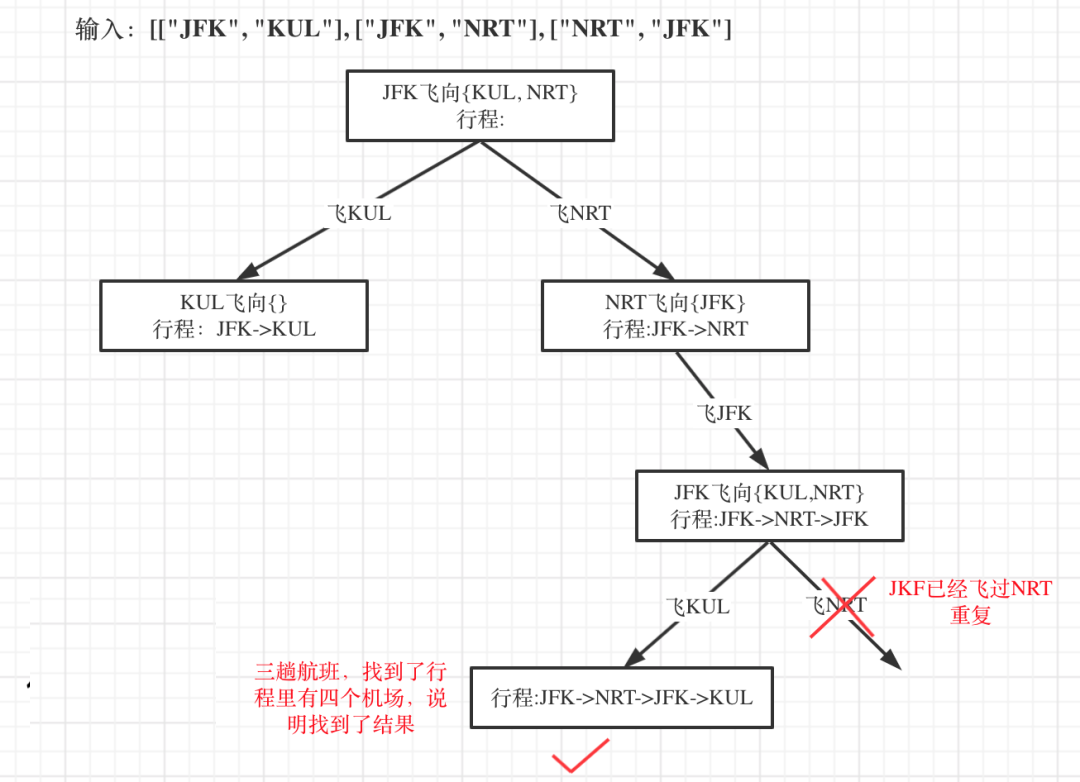 输入：[["JFK", "KUL"],["JFK", "NRT"],["NRT", "JFK"]
JFK飞向{KUL, NRT}
行程:
飞KUL
飞NRT
KUL飞向{}
行程：JFK->KUL
NRT飞向{JFK}
行程:JFK->NRT
飞JFK
JFK飞向{KUL,NRT}
行程:JFK->NRT->JFK
飞KUL
飞NRT
JKF已经飞过NRT
重复
三趟航班，找到了行
程里有四个机场，说
明找到了结果
行程:JFK->NRT->JFK->KUL